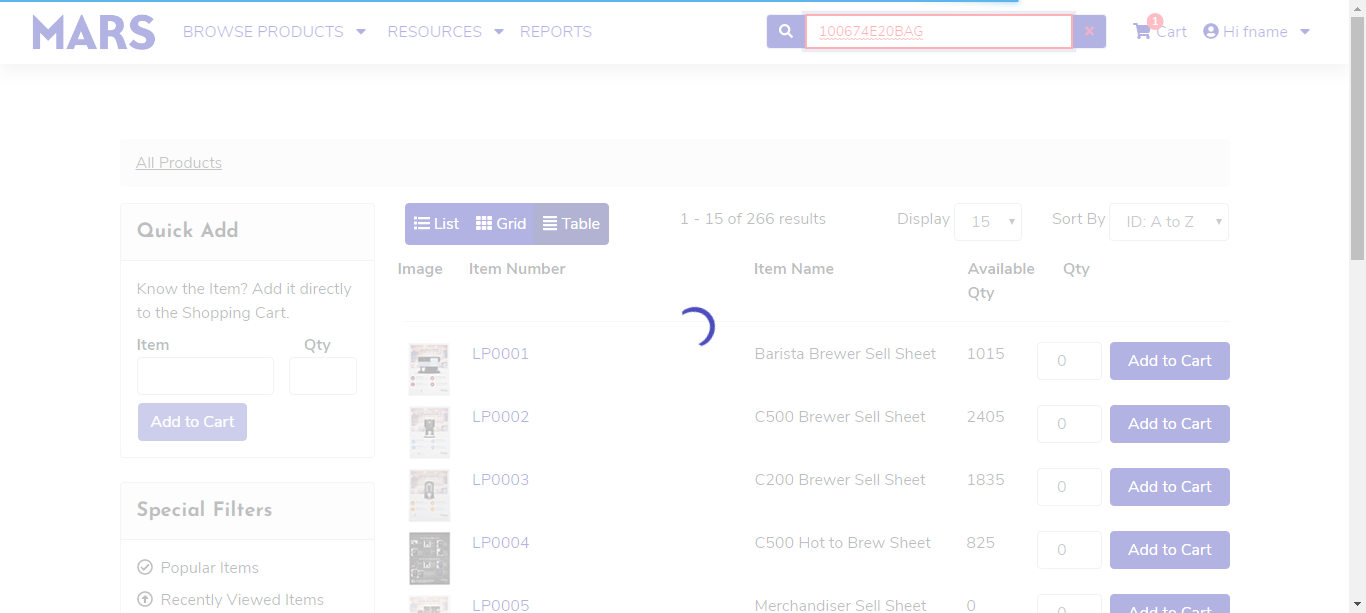 MARS BROWSE PRODUCTS RESOURCES REPORTS 100674E20BAG 1 Cart Hi fname
All Products
Quick Add
Know the Item? Add it directly
to the Shopping Cart.
Item Qty
Add to Cart
Special Filters
Popular Items
Recently Viewed Items
List Grid Table 1 - 15 of 266 results Display 15 Sort By ID: A to Z
Image Item Number Item Name Available Qty
Qty
LP0001 Barista Brewer Sell Sheet 1015 0 Add to Cart
LP0002 C500 Brewer Sell Sheet 2405 0 Add to Cart
LP0003 C200 Brewer Sell Sheet 1835 0 Add to Cart
LP0004 C500 Hot to Brew Sheet 825 0 Add to Cart
LP0005 Merchandiser Sell Sheet 0 0 Add to Cart